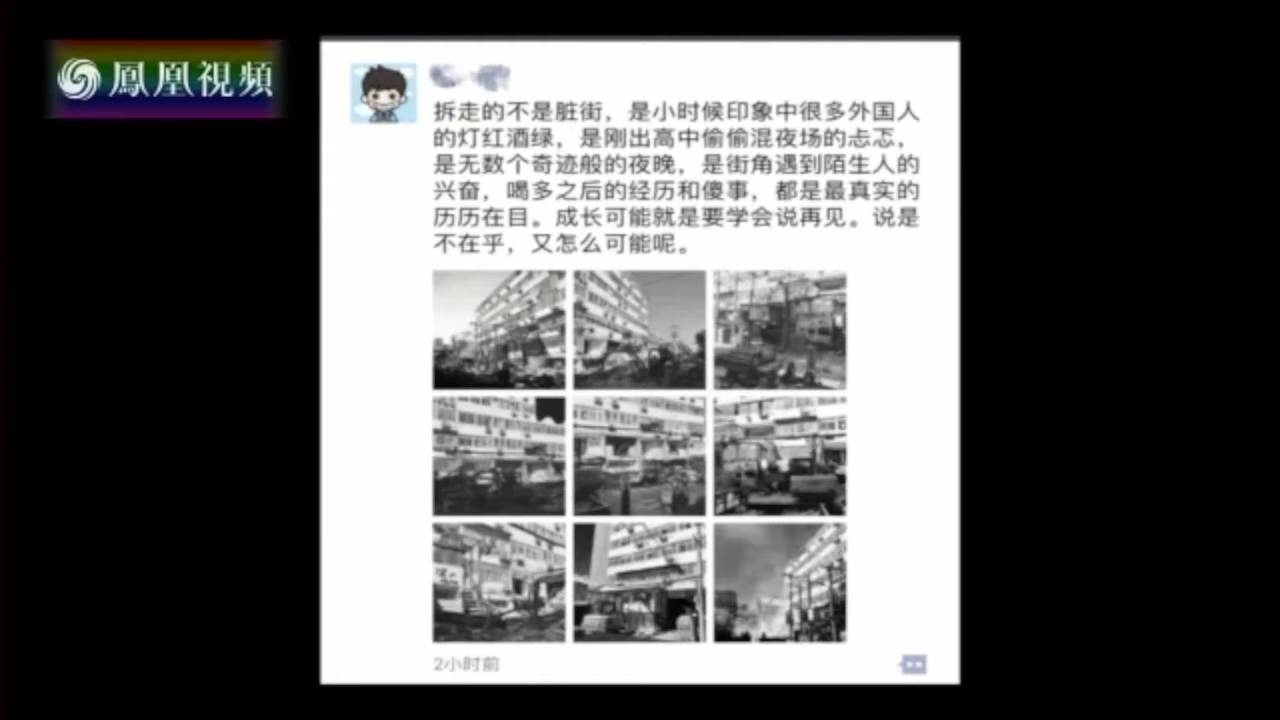 鳳凰視頻
拆走的不是脏街，是小时候印象中很多外国人
的灯红酒绿，是刚出高中偷偷混夜场的忐忑，
是无数个奇迹般的夜晚，是街角遇到陌生人的
兴奋，喝多之后的经历和傻事，都是最真实的
历历在目。成长可能就是要学会说再见。说是
不在乎，又怎么可能呢。
2小时前